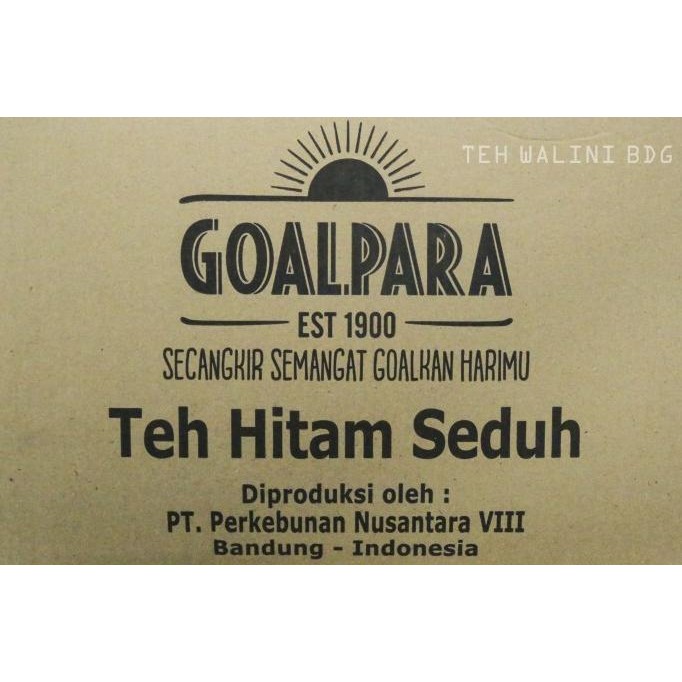 TEH WALINI BDG
GOALPARA
EST 1900
SECANGKIR SEMANGAT GOALKAN HARIMU
Teh Hitam Seduh
Diproduksi oleh :
PT. Perkebunan Nusantara VIII
Bandung - Indonesia